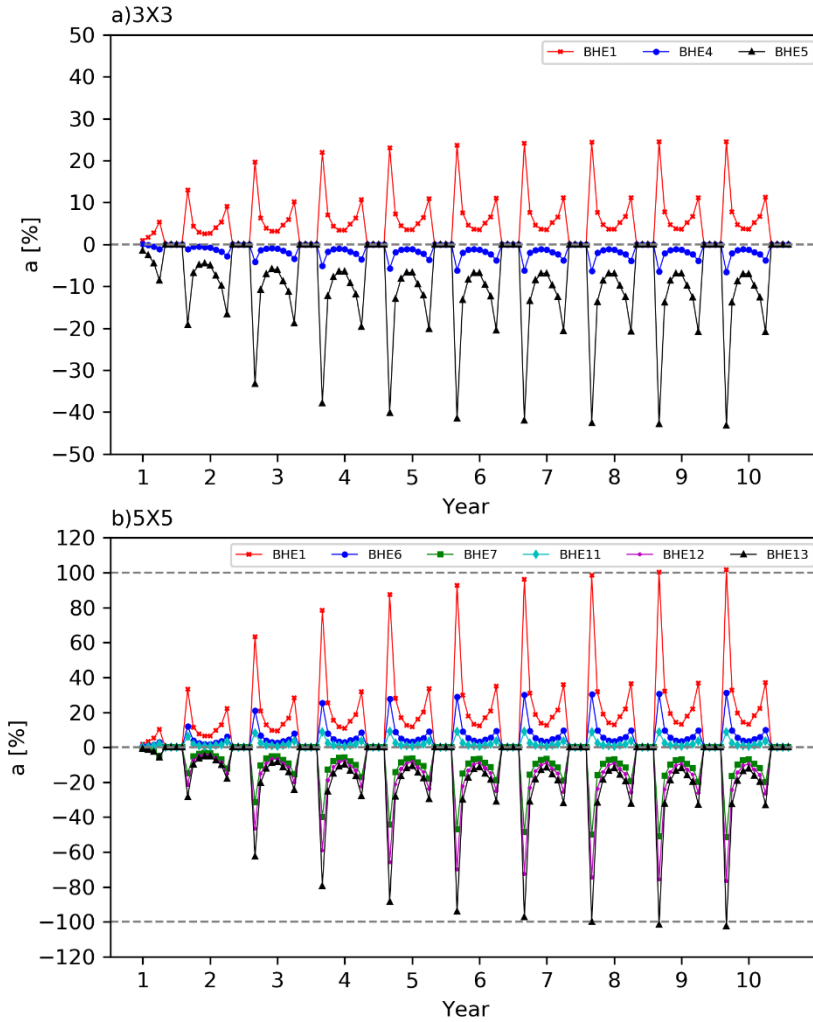 a)3X3
BHE1 BHE4 BHE5
50
40
30
20
10
0
−10
−20
−30
−40
−50
a [%]
1 2 3 4 5 6 7 8 9 10
Year
b)5X5
BHE1 BHE6 BHE7 BHE11 BHE12 BHE13
120
100
80
60
40
20
0
−20
−40
−60
−80
−100
−120
a [%]
1 2 3 4 5 6 7 8 9 10
Year